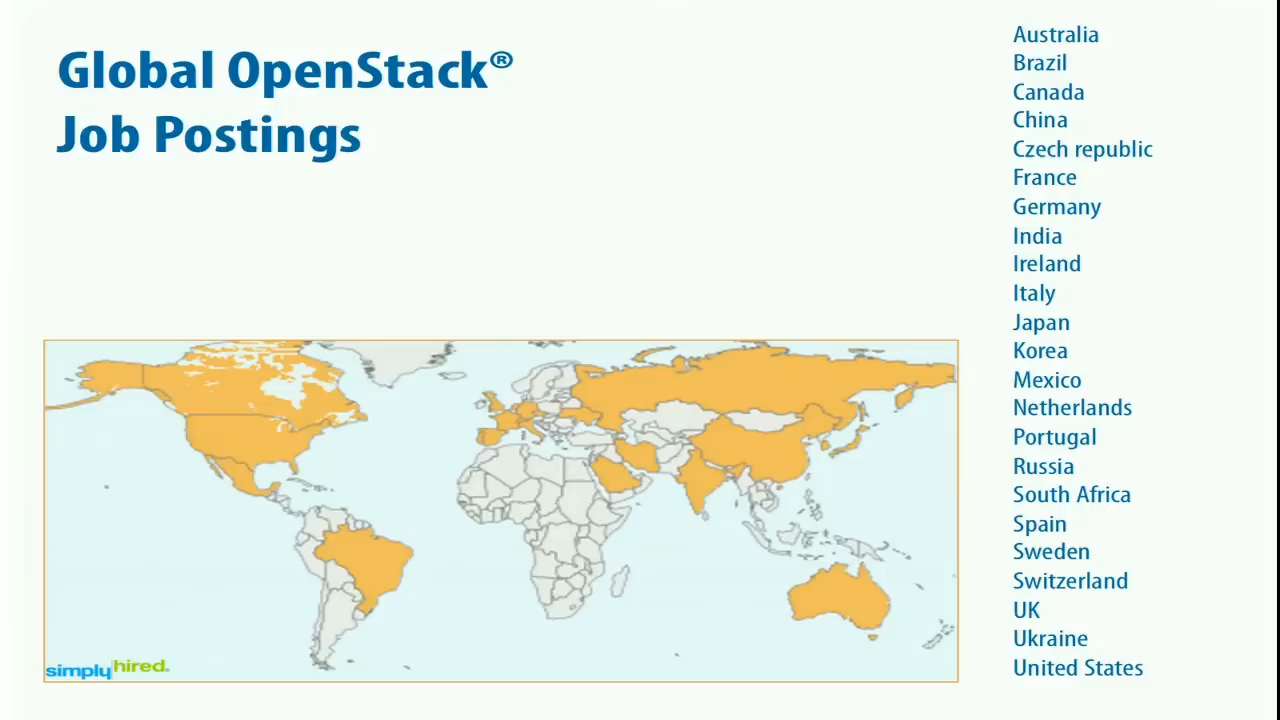 Global OpenStack®
Job Postings
Australia
Brazil
Canada
China
Czech republic
France
Germany
India
Ireland
Italy
Japan
Korea
Mexico
Netherlands
Portugal
Russia
South Africa
Spain
Sweden
Switzerland
UK
Ukraine
United States
simplyhired.